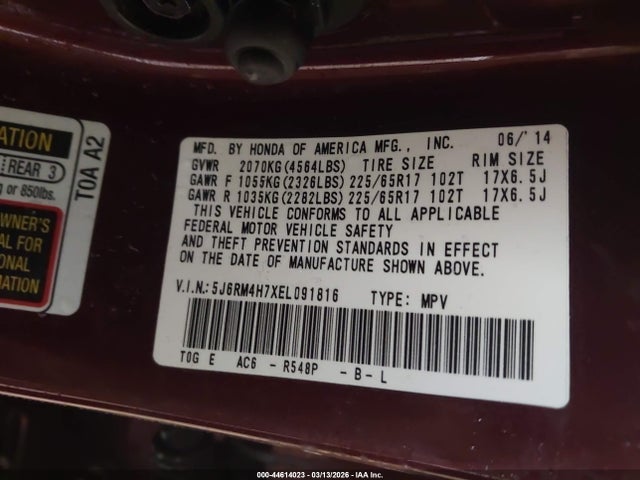 MFD. BY HONDA OF AMERICA MFG., INC. 06/'14
GVWR 2070KG(4564LBS) TIRE SIZE RIM SIZE
GAWR F 1055KG(2326LBS) 225/65R17 102T 17X6.5J
GAWR R 1035KG(2282LBS) 225/65R17 102T 17X6.5J
THIS VEHICLE CONFORMS TO ALL APPLICABLE
FEDERAL MOTOR VEHICLE SAFETY
AND THEFT PREVENTION STANDARDS IN EFFECT
ON THE DATE OF MANUFACTURE SHOWN ABOVE.
V.I.N.: 5J6RM4H7XEL091816 TYPE: MPV
T0G E AC6 - R548P - B - L
ATION
REAR 3
g or 850lbs.
OWNER'S
AL FOR
IONAL
MATION
T0A A2
000-44614023 - 03/13/2026 - IAA Inc.